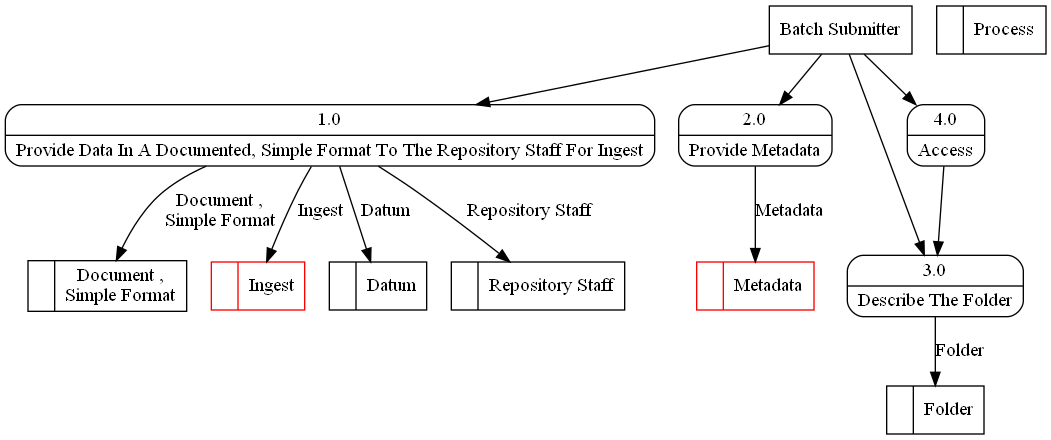 Batch Submitter
Process
1.0
Provide Data In A Documented, Simple Format To The Repository Staff For Ingest
2.0
Provide Metadata
4.0
Access
Document ,
Simple Format
Ingest
Datum
Repository Staff
Metadata
Document ,
Simple Format
Ingest
Datum
Repository Staff
Metadata
3.0
Describe The Folder
Folder
Folder